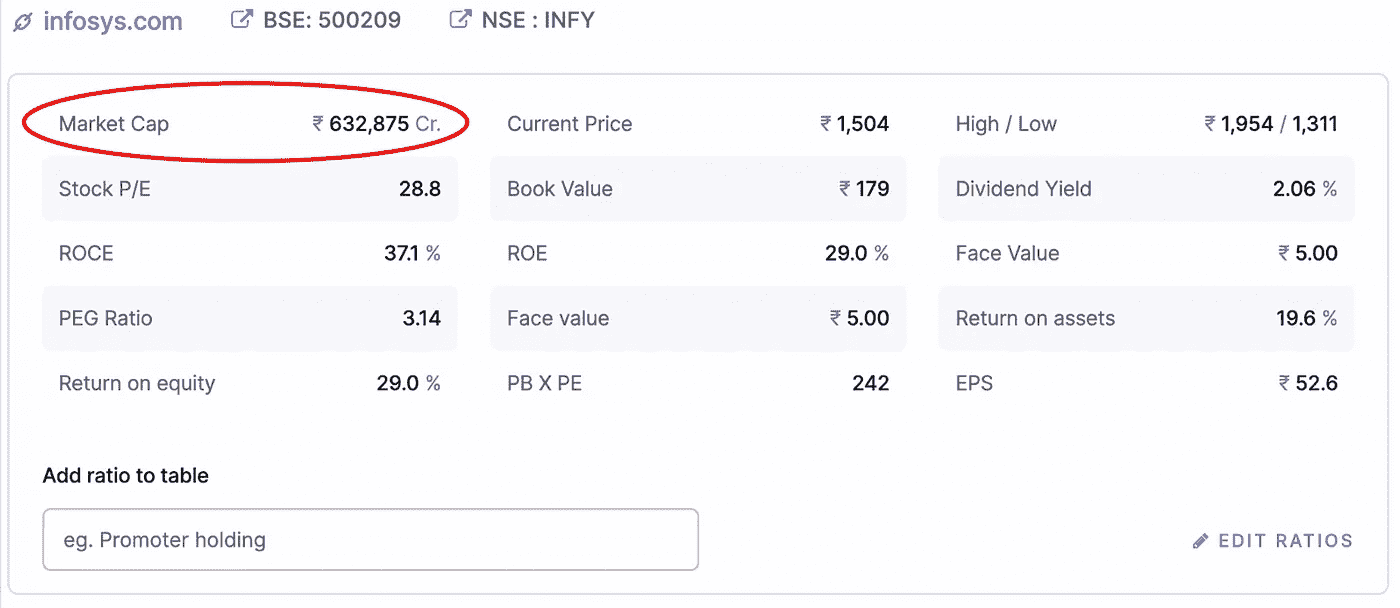 infosys.com BSE: 500209 NSE : INFY
Market Cap ₹ 632,875 Cr. Current Price ₹ 1,504 High / Low ₹ 1,954 / 1,311
Stock P/E 28.8 Book Value ₹ 179 Dividend Yield 2.06 %
ROCE 37.1 % ROE 29.0 % Face Value ₹ 5.00
PEG Ratio 3.14 Face value ₹ 5.00 Return on assets 19.6 %
Return on equity 29.0 % PB X PE 242 EPS ₹ 52.6
Add ratio to table
eg. Promoter holding EDIT RATIOS